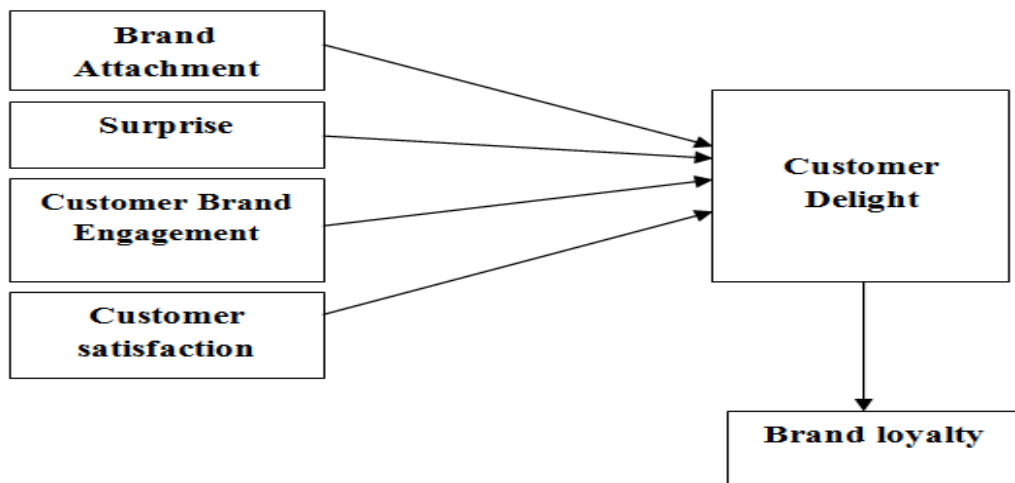 Brand
Attachment
Surprise
Customer Brand
Engagement
Customer
satisfaction
Customer
Delight
Brand loyalty